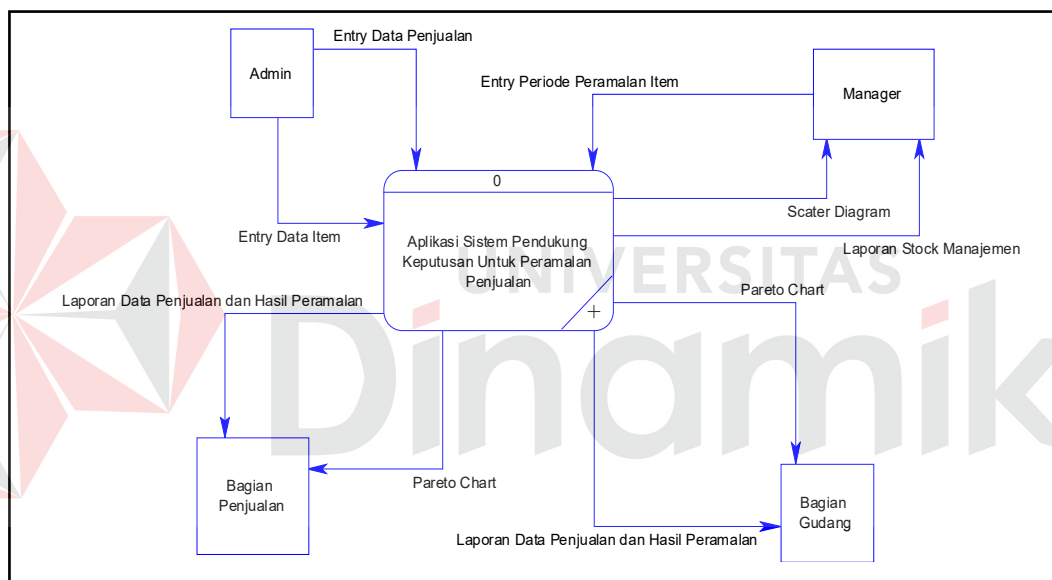 Entry Data Penjualan
Admin
Entry Periode Peramalan Item
Manager
0
Scater Diagram
Entry Data Item
Aplikasi Sistem Pendukung
Keputusan Untuk Peramalan
Penjualan
Laporan Stock Manajemen
UNIVERSITAS
Dinamik
Pareto Chart
Laporan Data Penjualan dan Hasil Peramalan
+
Bagian
Penjualan
Pareto Chart
Bagian
Gudang
Laporan Data Penjualan dan Hasil Peramalan